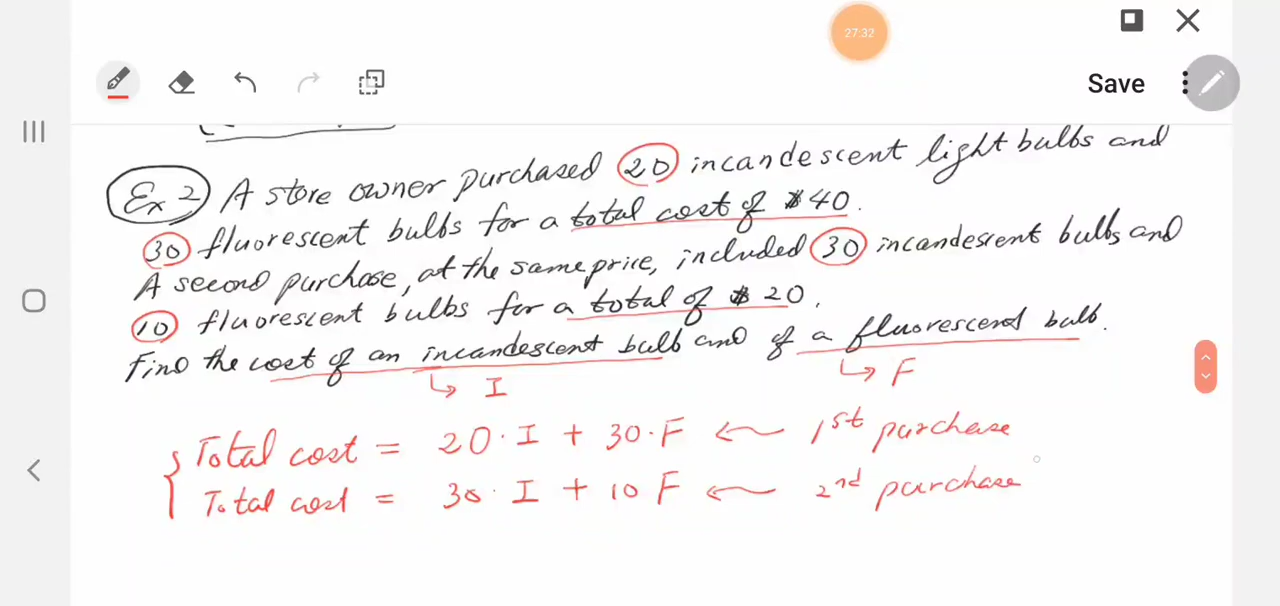 27:32
Save
Ex 2 A store owner purchased 20 incandescent light bulbs and
30 fluorescent bulbs for a total cost of $40.
A second purchase, at the same price, included 30 incandescent bulbs and
10 fluorescent bulbs for a total of $20.
Find the cost of an incandescent bulb and of a fluorescent bulb.
↳ I ↳ F
Total cost = 20·I + 30·F ← 1st purchase
Total cost = 30·I + 10 F ← 2nd purchase